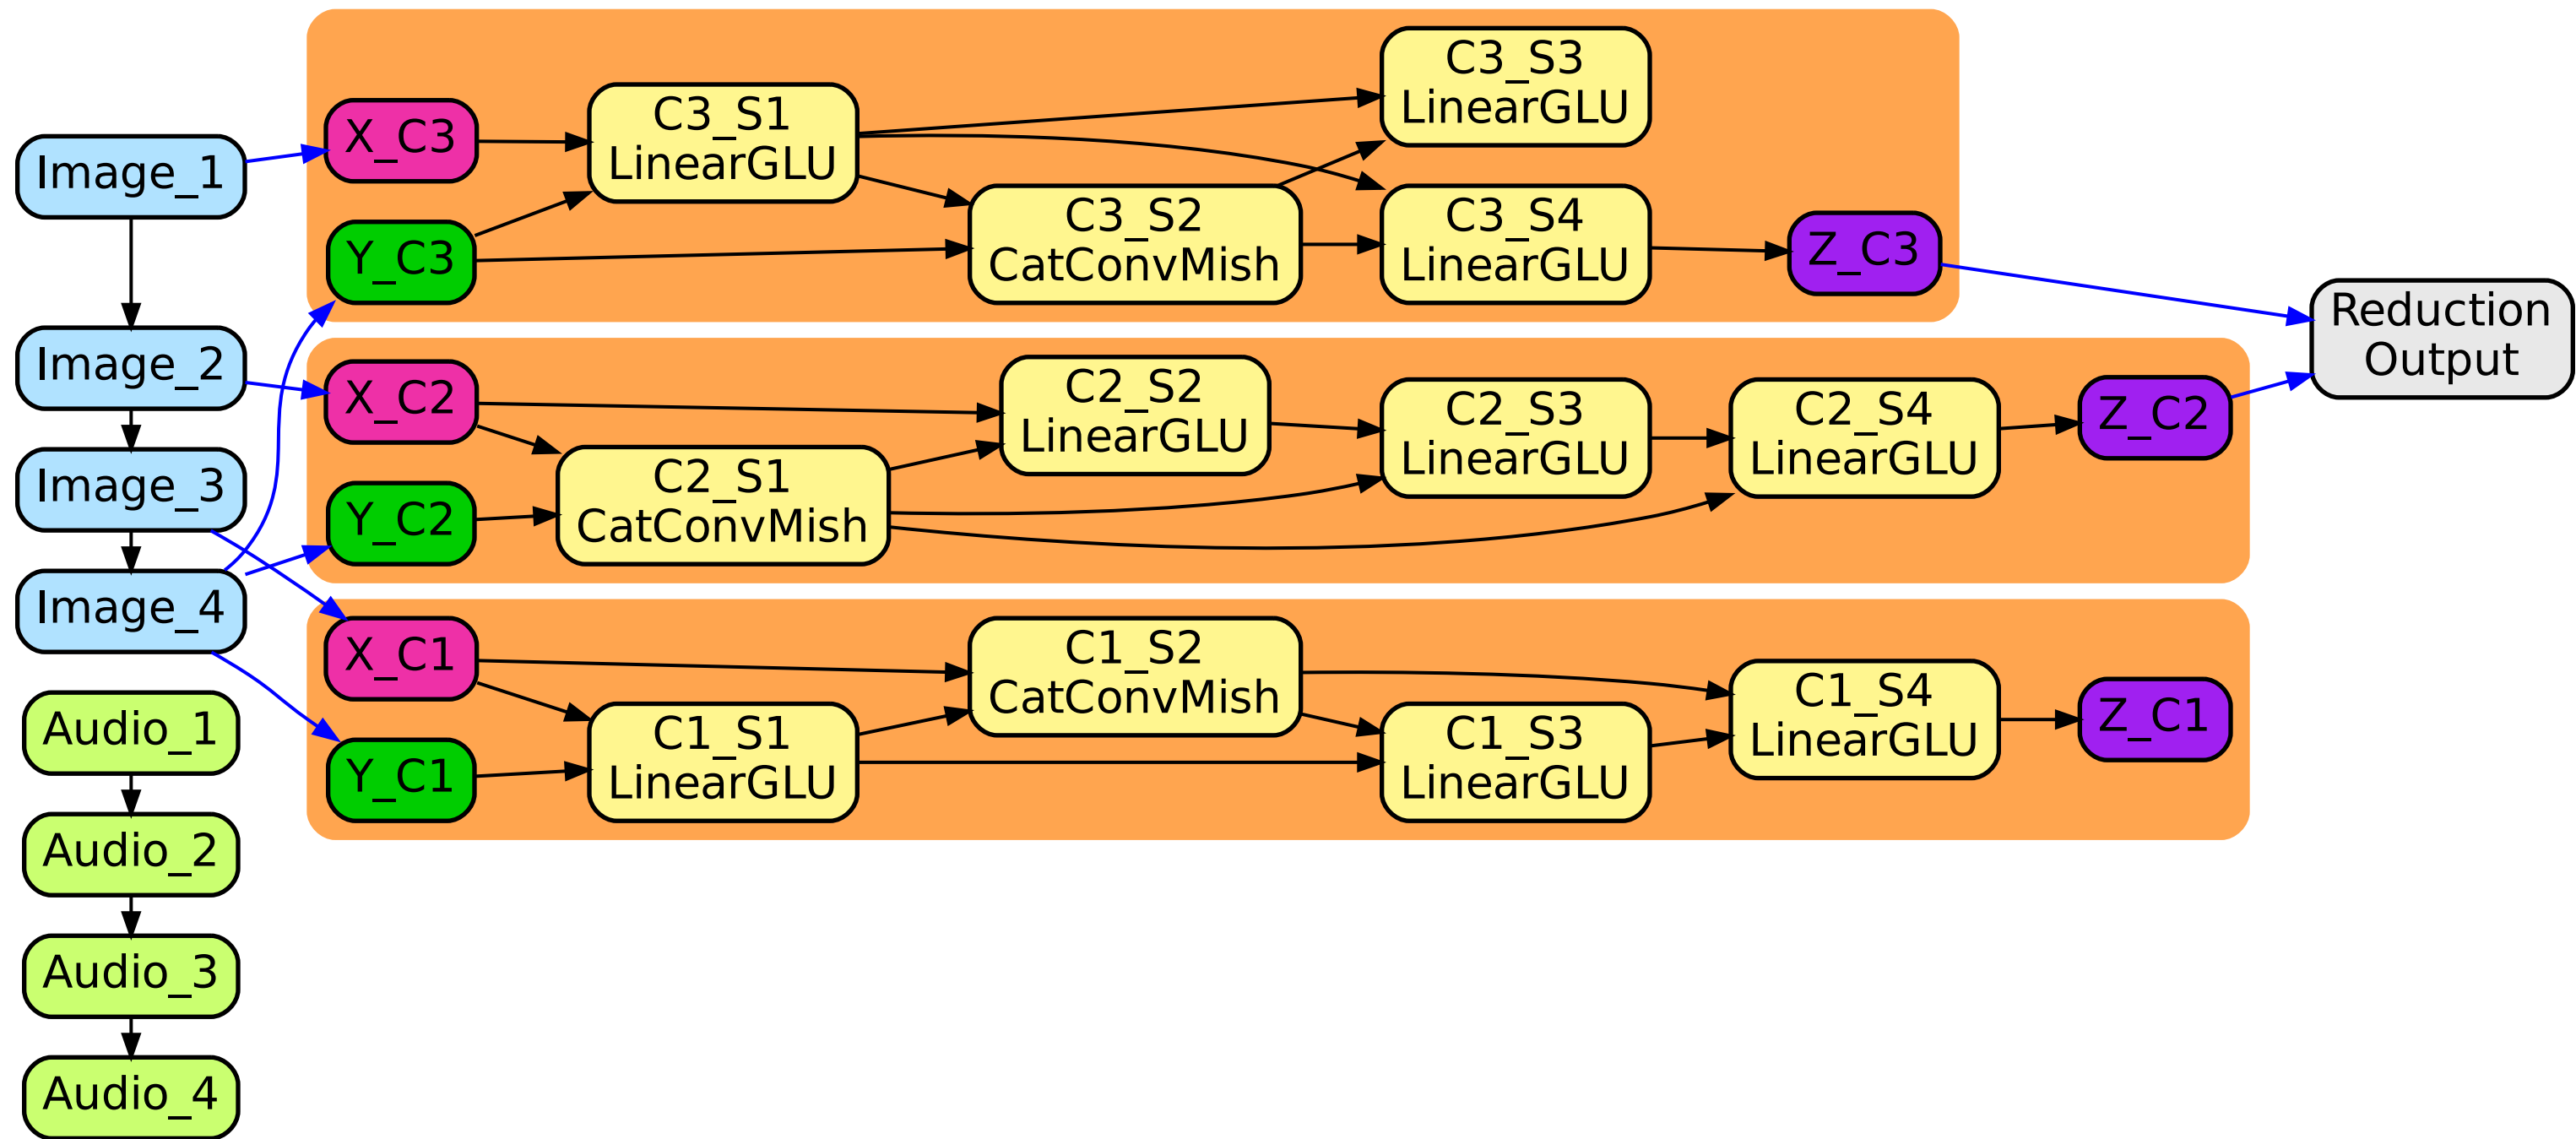 Image_1
Image_2
Image_3
Image_4
Audio_1
Audio_2
Audio_3
Audio_4
X_C3
Y_C3
C3_S1
LinearGLU
C3_S2
CatConvMish
C3_S3
LinearGLU
C3_S4
LinearGLU
Z_C3
X_C2
Y_C2
C2_S1
CatConvMish
C2_S2
LinearGLU
C2_S3
LinearGLU
C2_S4
LinearGLU
Z_C2
X_C1
Y_C1
C1_S1
LinearGLU
C1_S2
CatConvMish
C1_S3
LinearGLU
C1_S4
LinearGLU
Z_C1
Reduction
Output